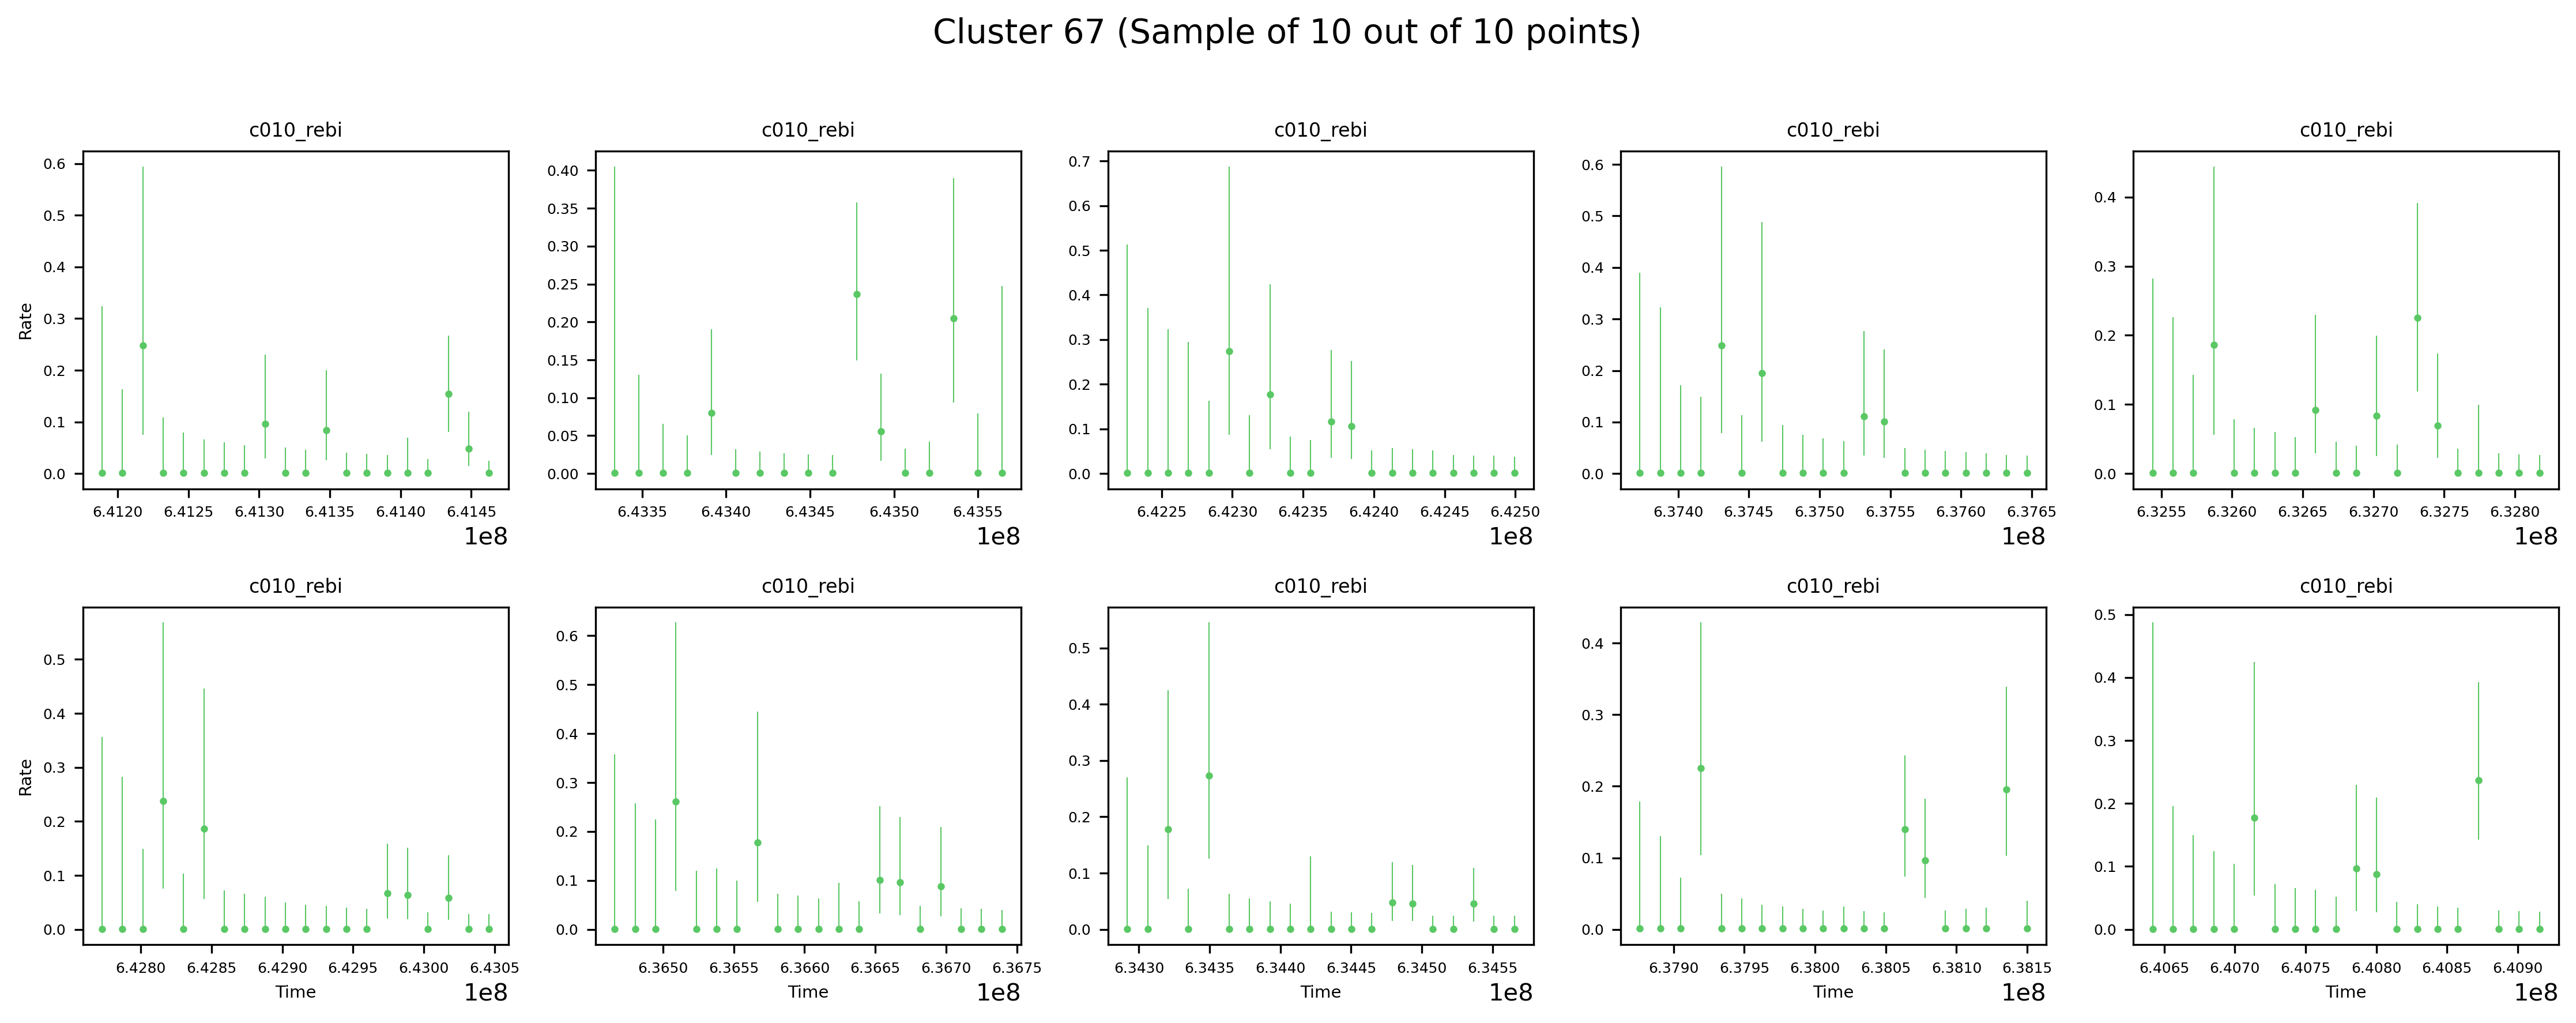 Cluster 67 (Sample of 10 out of 10 points)
c010_rebi c010_rebi c010_rebi c010_rebi c010_rebi
Rate
0.6 0.5 0.4 0.3 0.2 0.1 0.0
6.4120 6.4125 6.4130 6.4135 6.4140 6.4145
1e8
0.40 0.35 0.30 0.25 0.20 0.15 0.10 0.05 0.00
6.4335 6.4340 6.4345 6.4350 6.4355
1e8
0.7 0.6 0.5 0.4 0.3 0.2 0.1 0.0
6.4225 6.4230 6.4235 6.4240 6.4245 6.4250
1e8
0.6 0.5 0.4 0.3 0.2 0.1 0.0
6.3740 6.3745 6.3750 6.3755 6.3760 6.3765
1e8
0.4 0.3 0.2 0.1 0.0
6.3255 6.3260 6.3265 6.3270 6.3275 6.3280
1e8
c010_rebi c010_rebi c010_rebi c010_rebi c010_rebi
Rate
0.5 0.4 0.3 0.2 0.1 0.0
6.4280 6.4285 6.4290 6.4295 6.4300 6.4305
Time 1e8
0.6 0.5 0.4 0.3 0.2 0.1 0.0
6.3650 6.3655 6.3660 6.3665 6.3670 6.3675
Time 1e8
0.5 0.4 0.3 0.2 0.1 0.0
6.3430 6.3435 6.3440 6.3445 6.3450 6.3455
Time 1e8
0.4 0.3 0.2 0.1 0.0
6.3790 6.3795 6.3800 6.3805 6.3810 6.3815
Time 1e8
0.5 0.4 0.3 0.2 0.1 0.0
6.4065 6.4070 6.4075 6.4080 6.4085 6.4090
Time 1e8